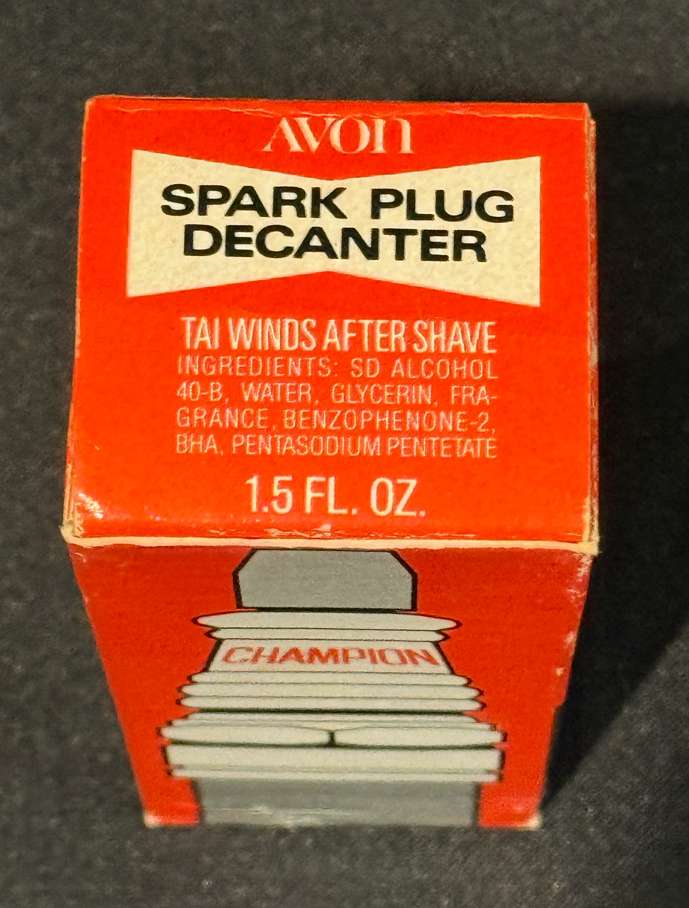 AVON
SPARK PLUG
DECANTER
TAI WINDS AFTER SHAVE
INGREDIENTS: SD ALCOHOL
40-B, WATER, GLYCERIN, FRA-
GRANCE, BENZOPHENONE-2,
BHA, PENTASODIUM PENTETATE
1.5 FL. OZ.
CHAMPION